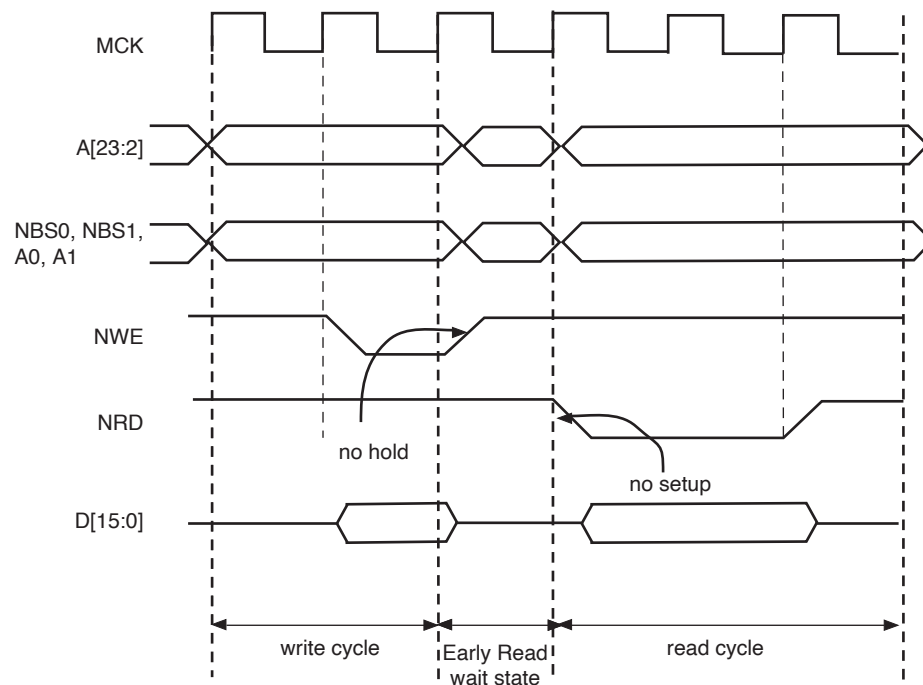 MCK
A[23:2]
NBS0, NBS1,
A0, A1
NWE
NRD
no hold
no setup
D[15:0]
write cycle
Early Read
wait state
read cycle